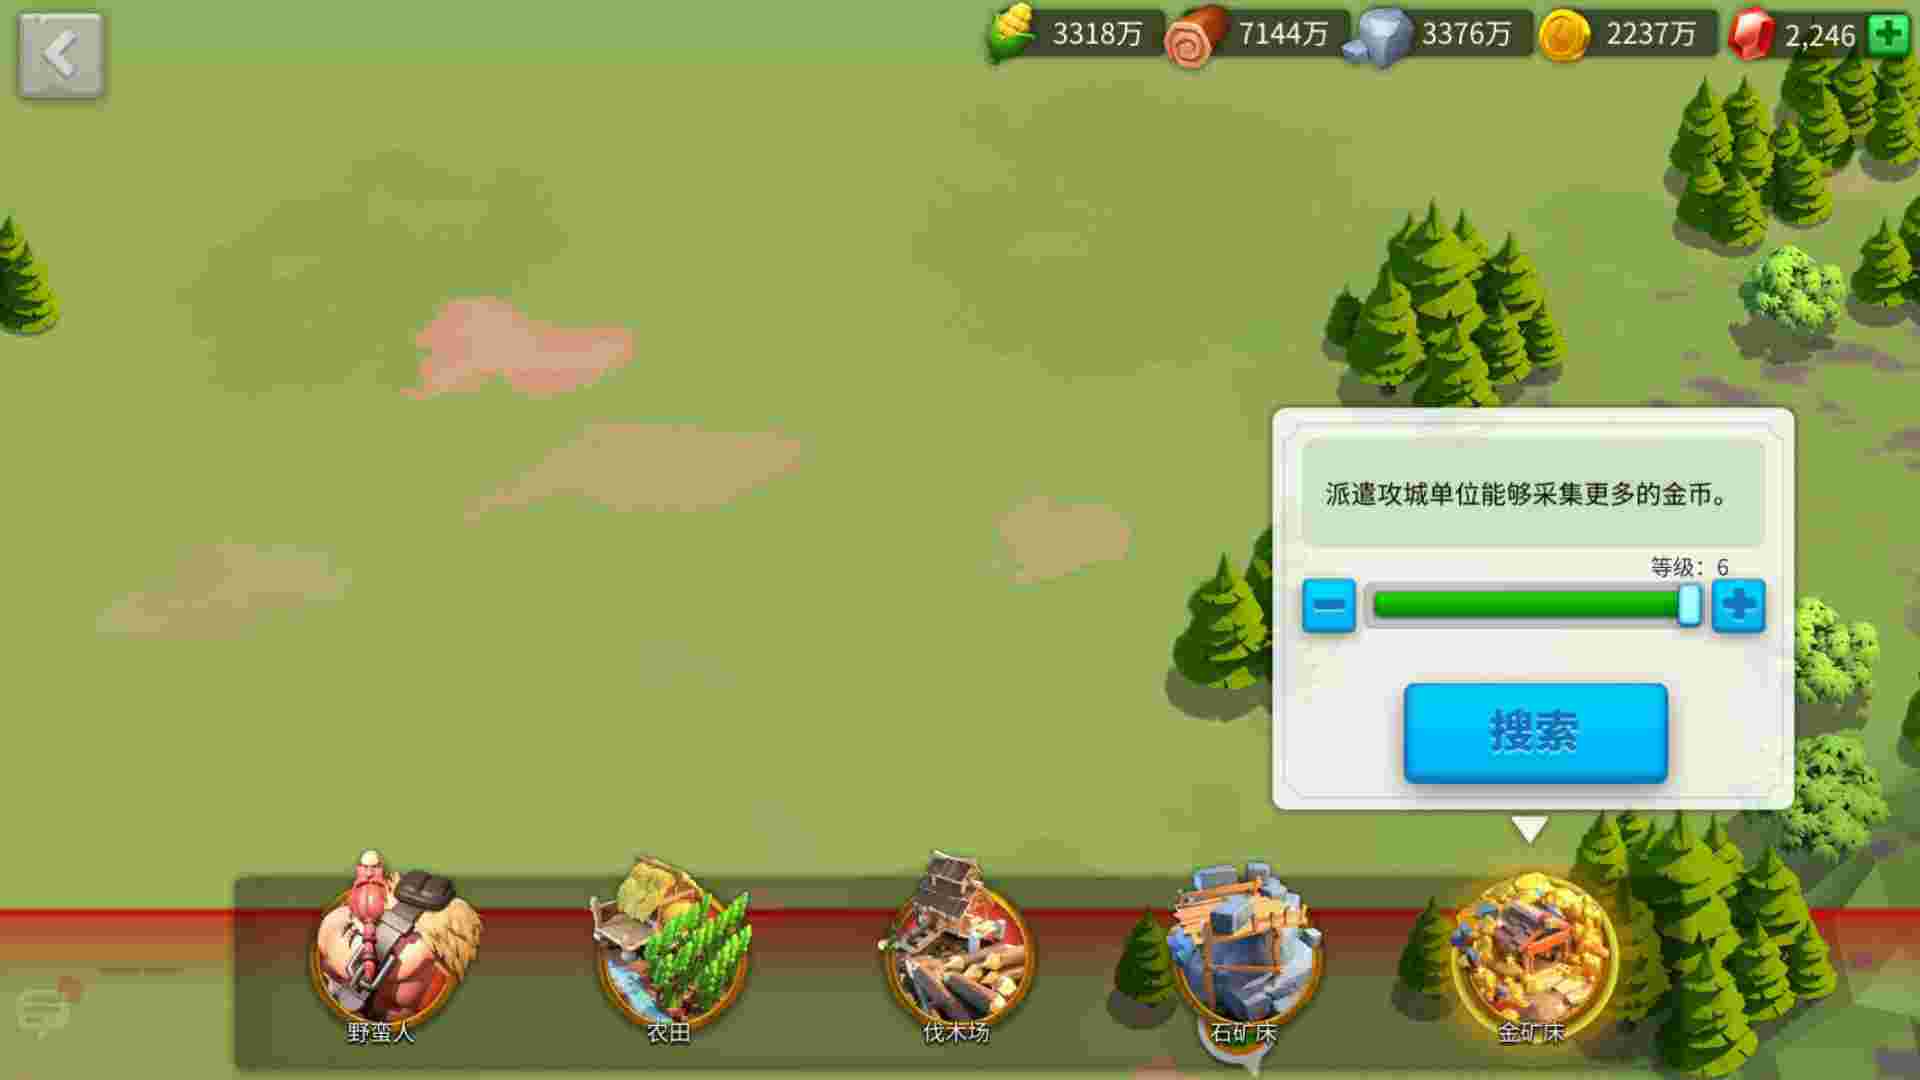 3318万 7144万 3376万 2237万 2,246
派遣攻城单位能够采集更多的金币。
等级：6
搜索
野蛮人 农田 伐木场 石矿床 金矿床